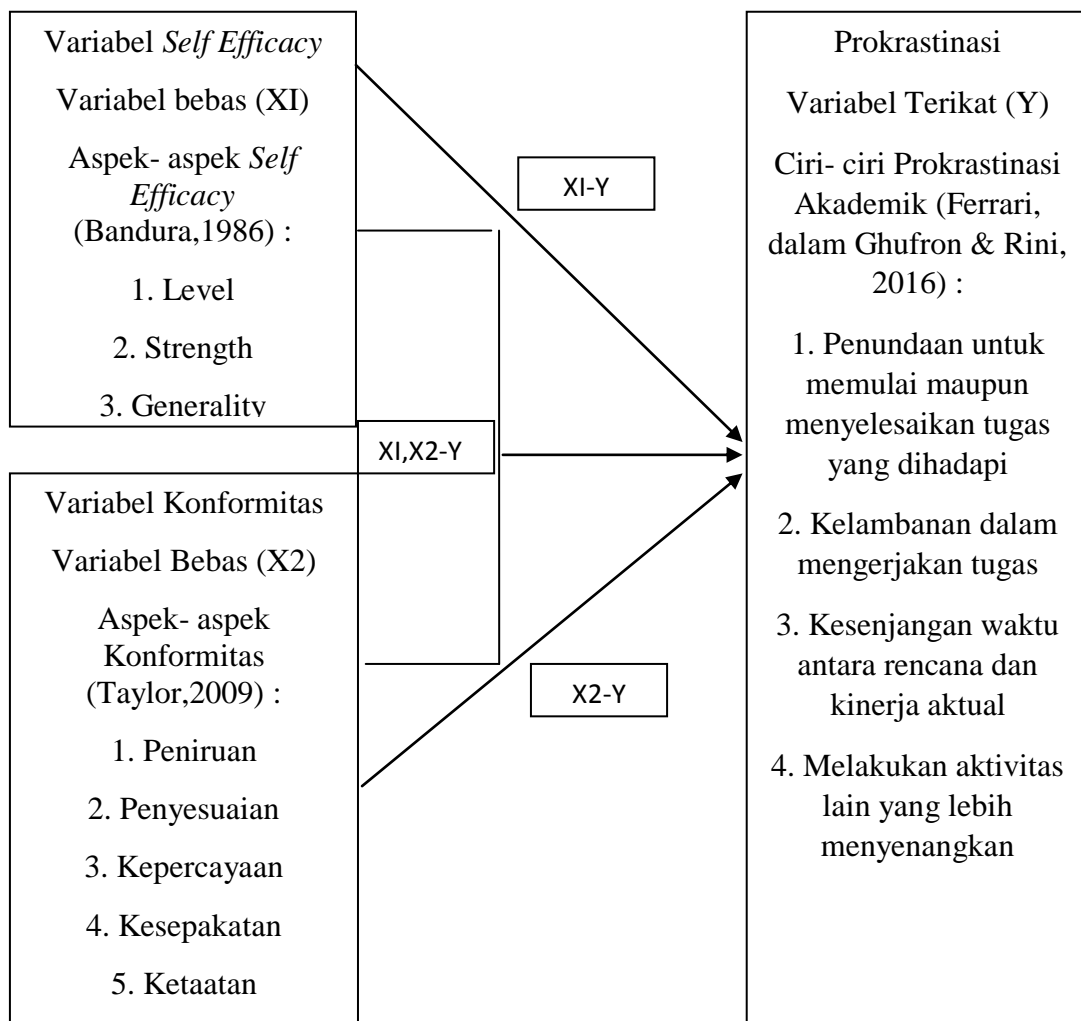 Variabel Self Efficacy
Variabel bebas (XI)
Aspek- aspek Self
Efficacy
(Bandura,1986) :
1. Level
2. Strength
3. Generality
XI-Y
XI,X2-Y
X2-Y
Variabel Konformitas
Variabel Bebas (X2)
Aspek- aspek
Konformitas
(Taylor,2009) :
1. Peniruan
2. Penyesuaian
3. Kepercayaan
4. Kesepakatan
5. Ketaatan
Prokrastinasi
Variabel Terikat (Y)
Ciri- ciri Prokrastinasi
Akademik (Ferrari,
dalam Ghufron & Rini,
2016) :
1. Penundaan untuk
memulai maupun
menyelesaikan tugas
yang dihadapi
2. Kelambanan dalam
mengerjakan tugas
3. Kesenjangan waktu
antara rencana dan
kinerja aktual
4. Melakukan aktivitas
lain yang lebih
menyenangkan